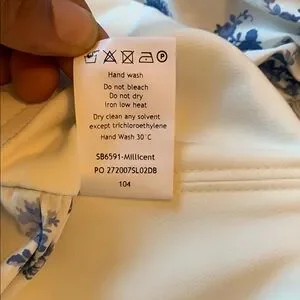 Hand wash
Do not bleach
Do not dry
Iron low heat
Dry clean any solvent
except trichloroethylene
Hand Wash 30°C
SB6591-Millicent
PO 272007SL02DB
104